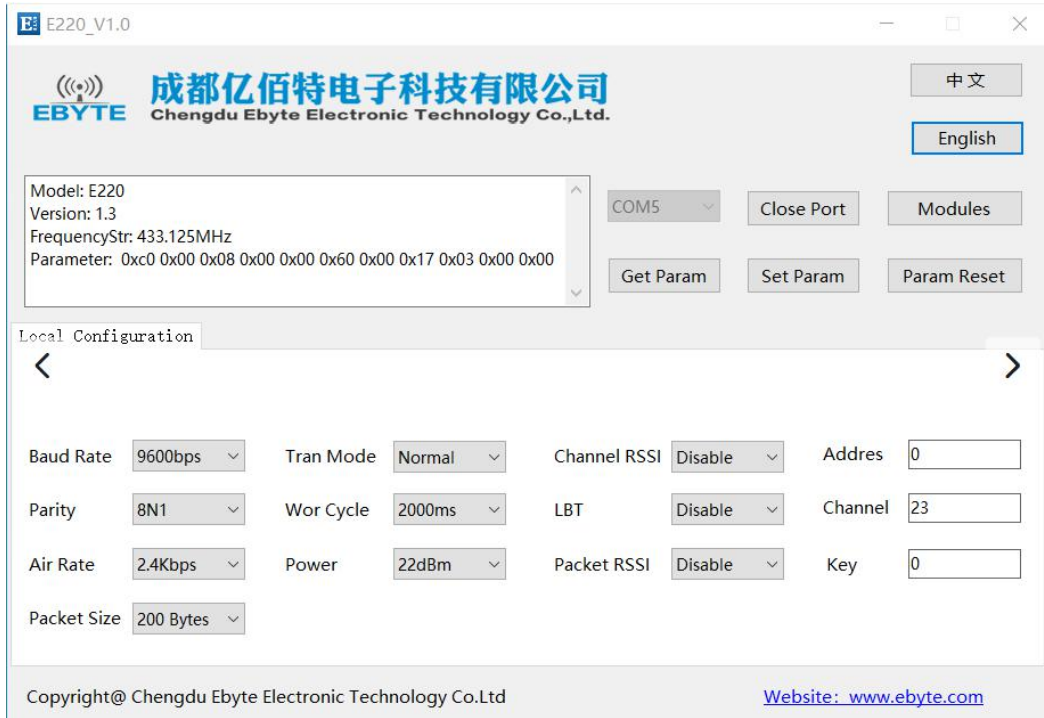 E220_V1.0
成都亿佰特电子科技有限公司
EBYTE Chengdu Ebyte Electronic Technology Co.,Ltd.
中文
English
Model: E220
Version: 1.3
FrequencyStr: 433.125MHz
Parameter: 0xc0 0x00 0x08 0x00 0x00 0x60 0x00 0x17 0x03 0x00 0x00
COM5 Close Port Modules
Get Param Set Param Param Reset
Local Configuration
Baud Rate 9600bps Tran Mode Normal Channel RSSI Disable Addres 0
Parity 8N1 Wor Cycle 2000ms LBT Disable Channel 23
Air Rate 2.4Kbps Power 22dBm Packet RSSI Disable Key 0
Packet Size 200 Bytes
Copyright@ Chengdu Ebyte Electronic Technology Co.Ltd Website: www.ebyte.com